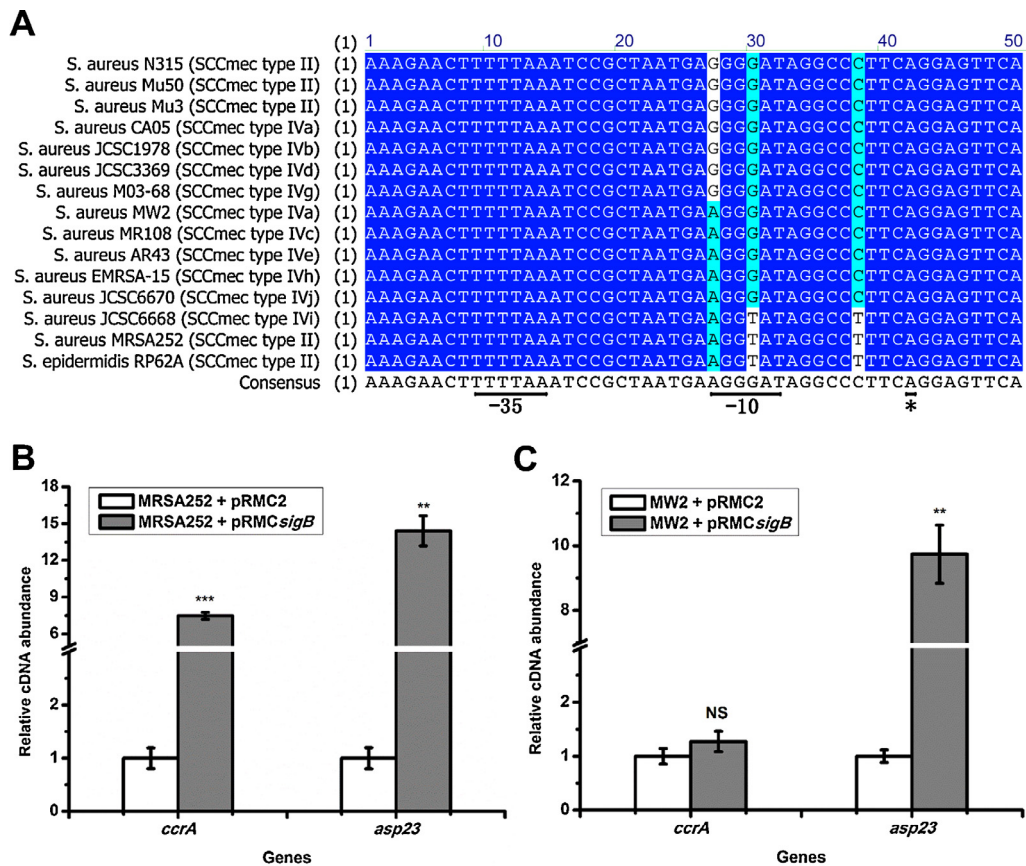 A
(1) 1 10 20 30 40 50
S. aureus N315 (SCCmec type II) (1) AAAGAACTTTTTAAATCCGCTAATGAGGGGATAGGCCCTTCAGGAGTTCA
S. aureus Mu50 (SCCmec type II) (1) AAAGAACTTTTTAAATCCGCTAATGAGGGGATAGGCCCTTCAGGAGTTCA
S. aureus Mu3 (SCCmec type II) (1) AAAGAACTTTTTAAATCCGCTAATGAGGGGATAGGCCCTTCAGGAGTTCA
S. aureus CA05 (SCCmec type IVa) (1) AAAGAACTTTTTAAATCCGCTAATGAGGGGATAGGCCCTTCAGGAGTTCA
S. aureus JCSC1978 (SCCmec type IVb) (1) AAAGAACTTTTTAAATCCGCTAATGAGGGGATAGGCCCTTCAGGAGTTCA
S. aureus JCSC3369 (SCCmec type IVd) (1) AAAGAACTTTTTAAATCCGCTAATGAGGGGATAGGCCCTTCAGGAGTTCA
S. aureus M03-68 (SCCmec type IVg) (1) AAAGAACTTTTTAAATCCGCTAATGAGGGGATAGGCCCTTCAGGAGTTCA
S. aureus MW2 (SCCmec type IVa) (1) AAAGAACTTTTTAAATCCGCTAATGAAGGGATAGGCCCTTCAGGAGTTCA
S. aureus MR108 (SCCmec type IVc) (1) AAAGAACTTTTTAAATCCGCTAATGAAGGGATAGGCCCTTCAGGAGTTCA
S. aureus AR43 (SCCmec type IVe) (1) AAAGAACTTTTTAAATCCGCTAATGAAGGGATAGGCCCTTCAGGAGTTCA
S. aureus EMRSA-15 (SCCmec type IVh) (1) AAAGAACTTTTTAAATCCGCTAATGAAGGGATAGGCCCTTCAGGAGTTCA
S. aureus JCSC6670 (SCCmec type IVj) (1) AAAGAACTTTTTAAATCCGCTAATGAAGGGATAGGCCCTTCAGGAGTTCA
S. aureus JCSC6668 (SCCmec type IVi) (1) AAAGAACTTTTTAAATCCGCTAATGAAGGTATAGGCCTTTCAGGAGTTCA
S. aureus MRSA252 (SCCmec type II) (1) AAAGAACTTTTTAAATCCGCTAATGAAGGTATAGGCCTTTCAGGAGTTCA
S. epidermidis RP62A (SCCmec type II) (1) AAAGAACTTTTTAAATCCGCTAATGAAGGTATAGGCCTTTCAGGAGTTCA
Consensus (1) AAAGAACTTTTTAAATCCGCTAATGAAGGGATAGGCCCTTCAGGAGTTCA
-35 -10 *
B
Relative cDNA abundance
18
15
12
9
6
2
1
0
MRSA252 + pRMC2
MRSA252 + pRMCsigB
***
**
ccrA asp23
Genes
C
Relative cDNA abundance
12
10
8
2
1
0
MW2 + pRMC2
MW2 + pRMCsigB
NS
**
ccrA asp23
Genes